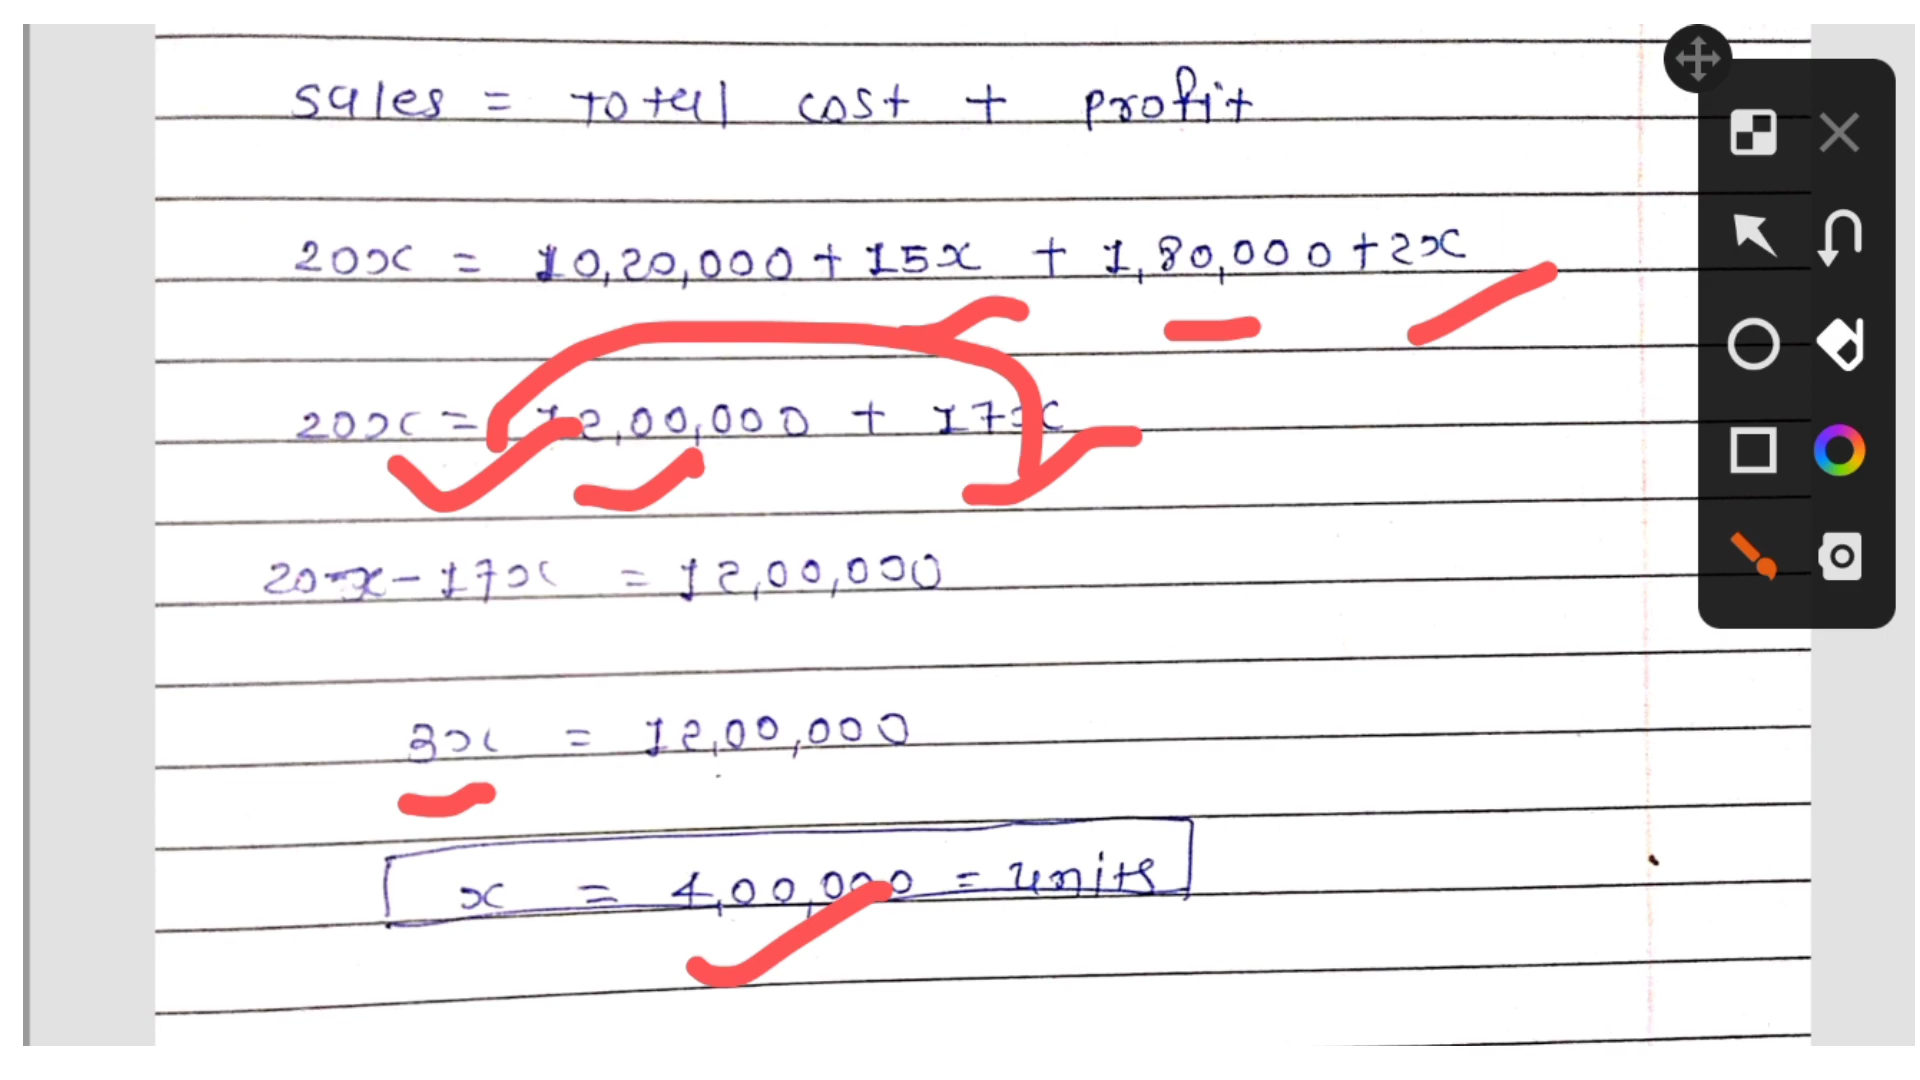 sales = total cost + profit
20x = 10,20,000 + 15x + 1,80,000 + 2x
20x = 12,00,000 + 17x
20x - 17x = 12,00,000
3x = 12,00,000
x = 4,00,000 = units